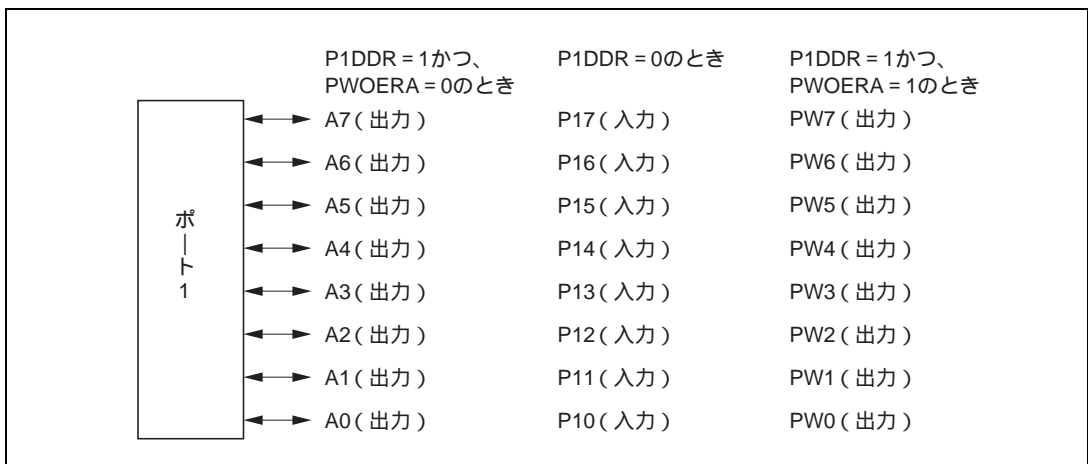 P1DDR = 1かつ、 P1DDR = 0のとき P1DDR = 1かつ、
PWOERA = 0のとき PWOERA = 1のとき
A7(出力) P17(入力) PW7(出力)
A6(出力) P16(入力) PW6(出力)
A5(出力) P15(入力) PW5(出力)
A4(出力) P14(入力) PW4(出力)
A3(出力) P13(入力) PW3(出力)
A2(出力) P12(入力) PW2(出力)
A1(出力) P11(入力) PW1(出力)
A0(出力) P10(入力) PW0(出力)
ポート1